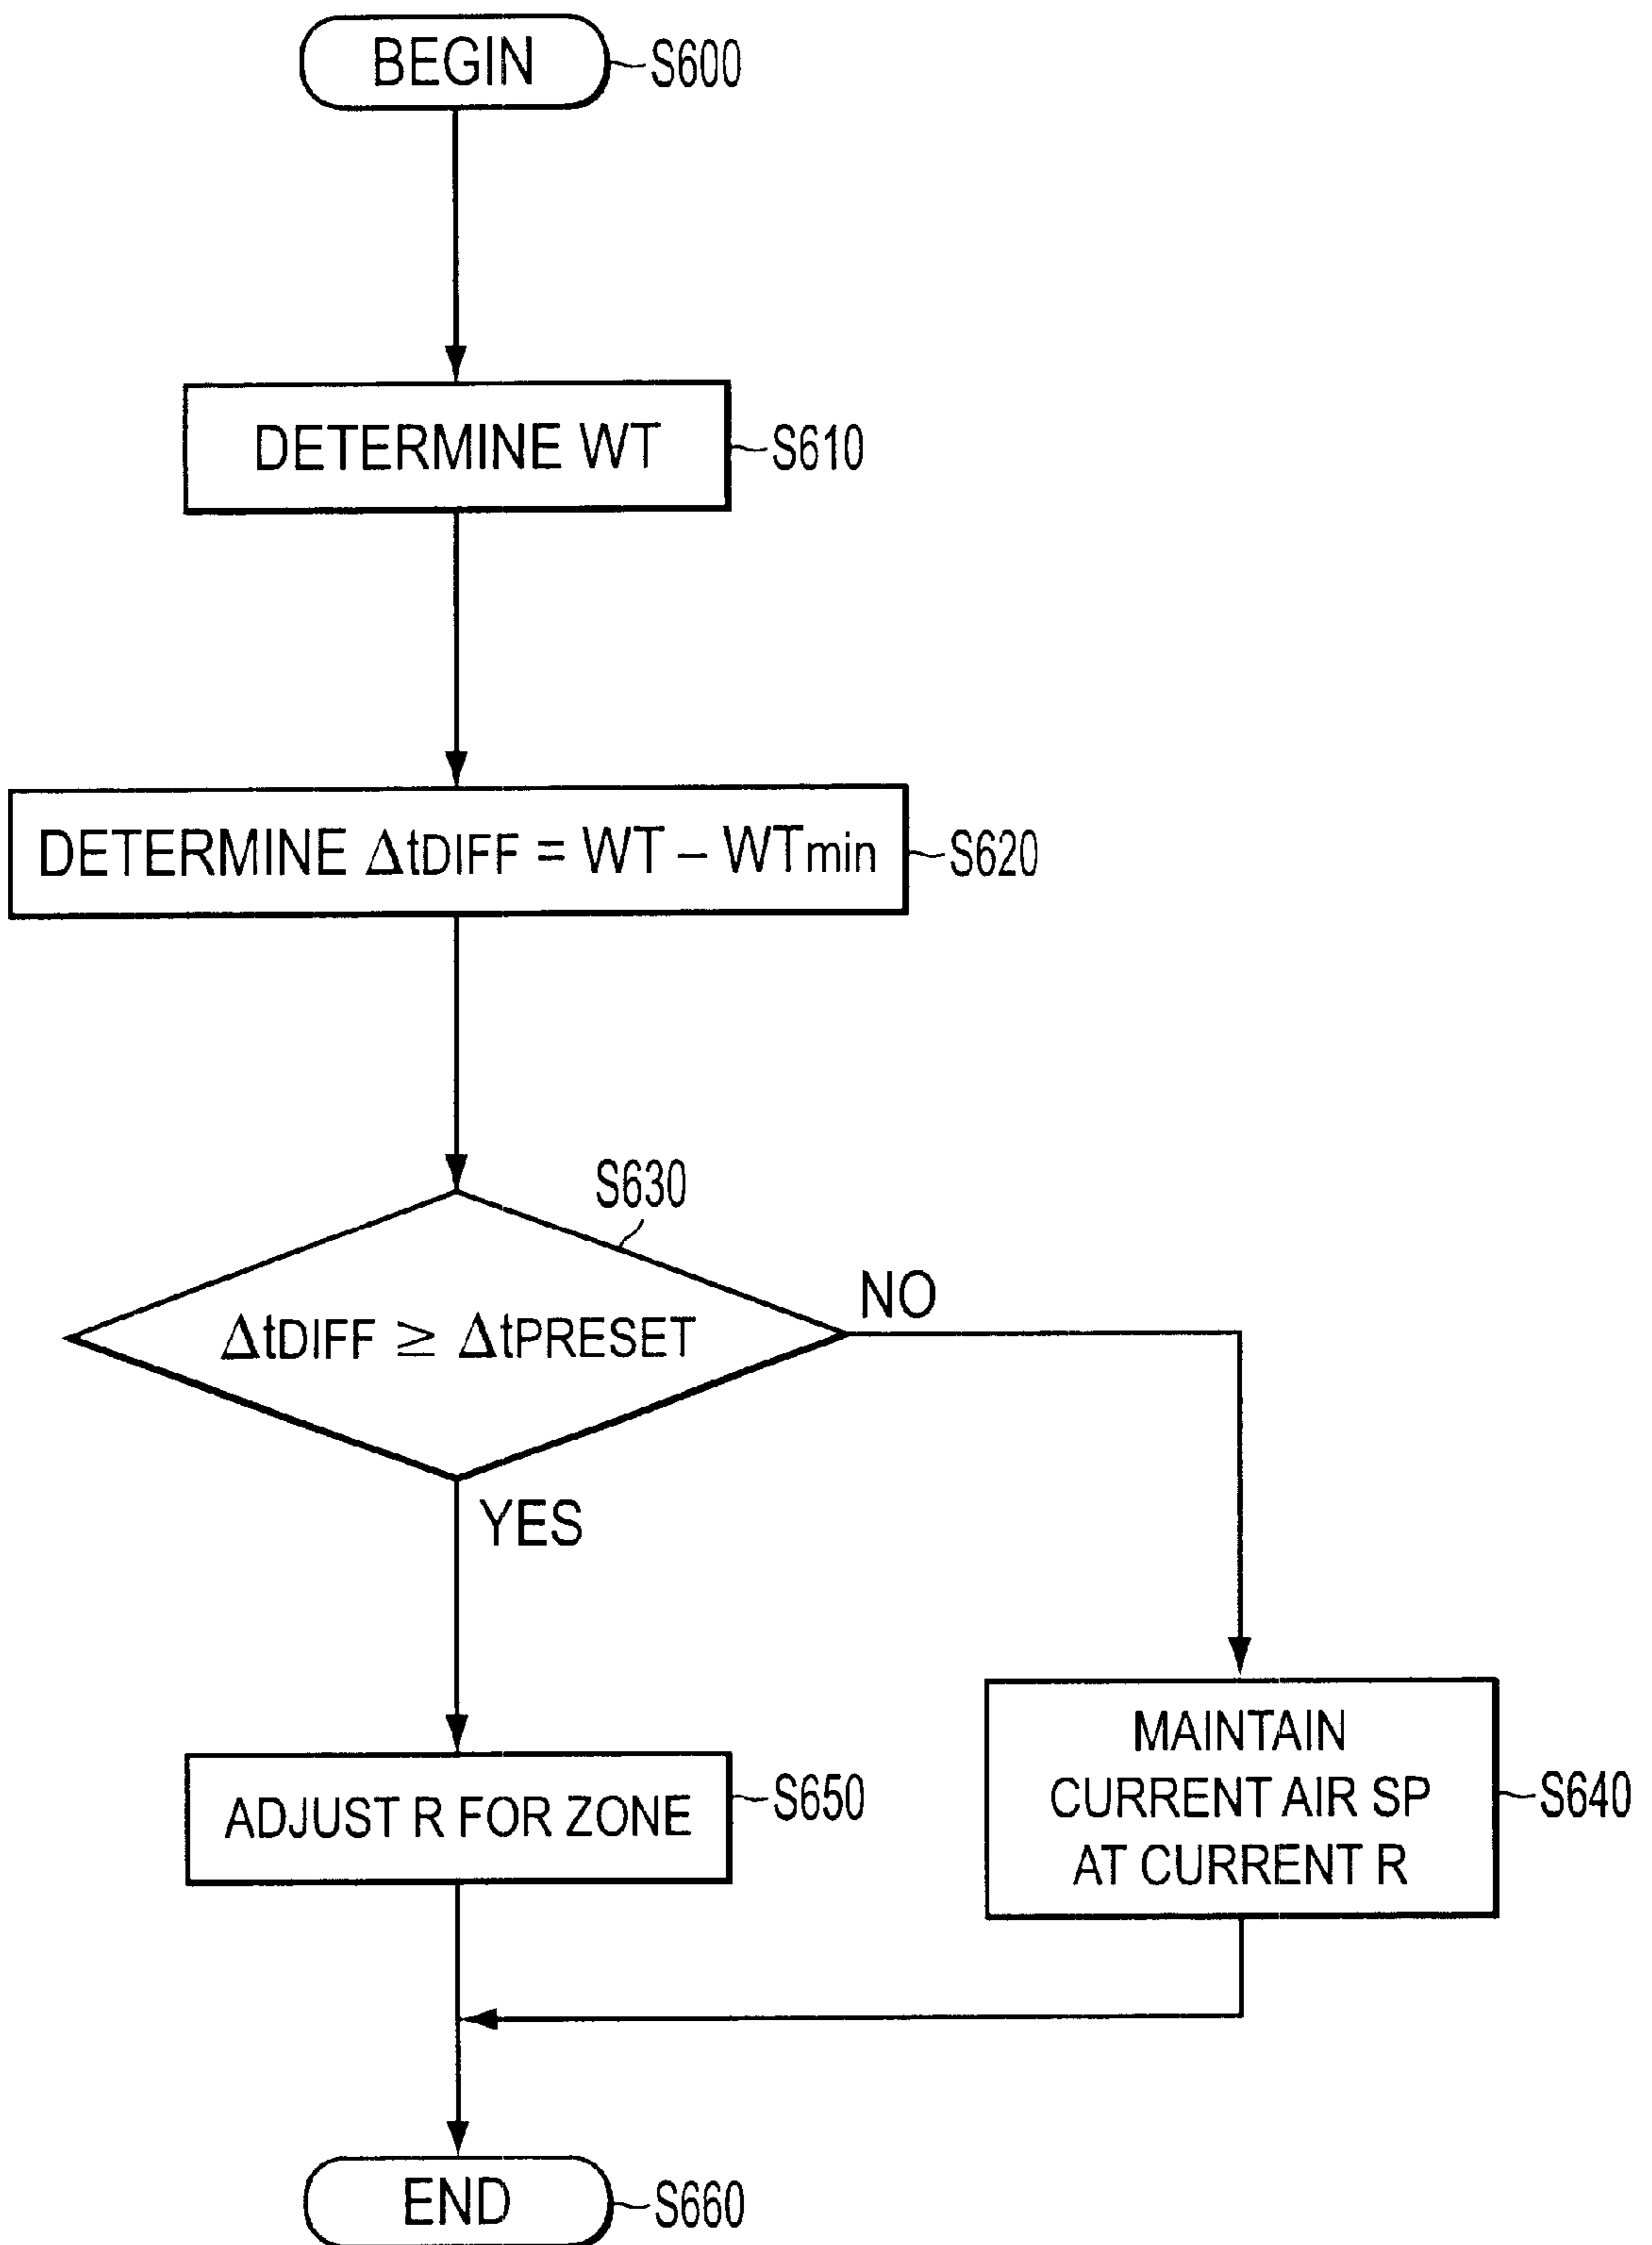 BEGIN
S600
DETERMINE WT
S610
DETERMINE ΔtDIFF = WT – WTmin
S620
S630
ΔtDIFF ≥ ΔtPRESET
NO
YES
ADJUST R FOR ZONE
S650
MAINTAIN
CURRENT AIR SP
AT CURRENT R
S640
END
S660